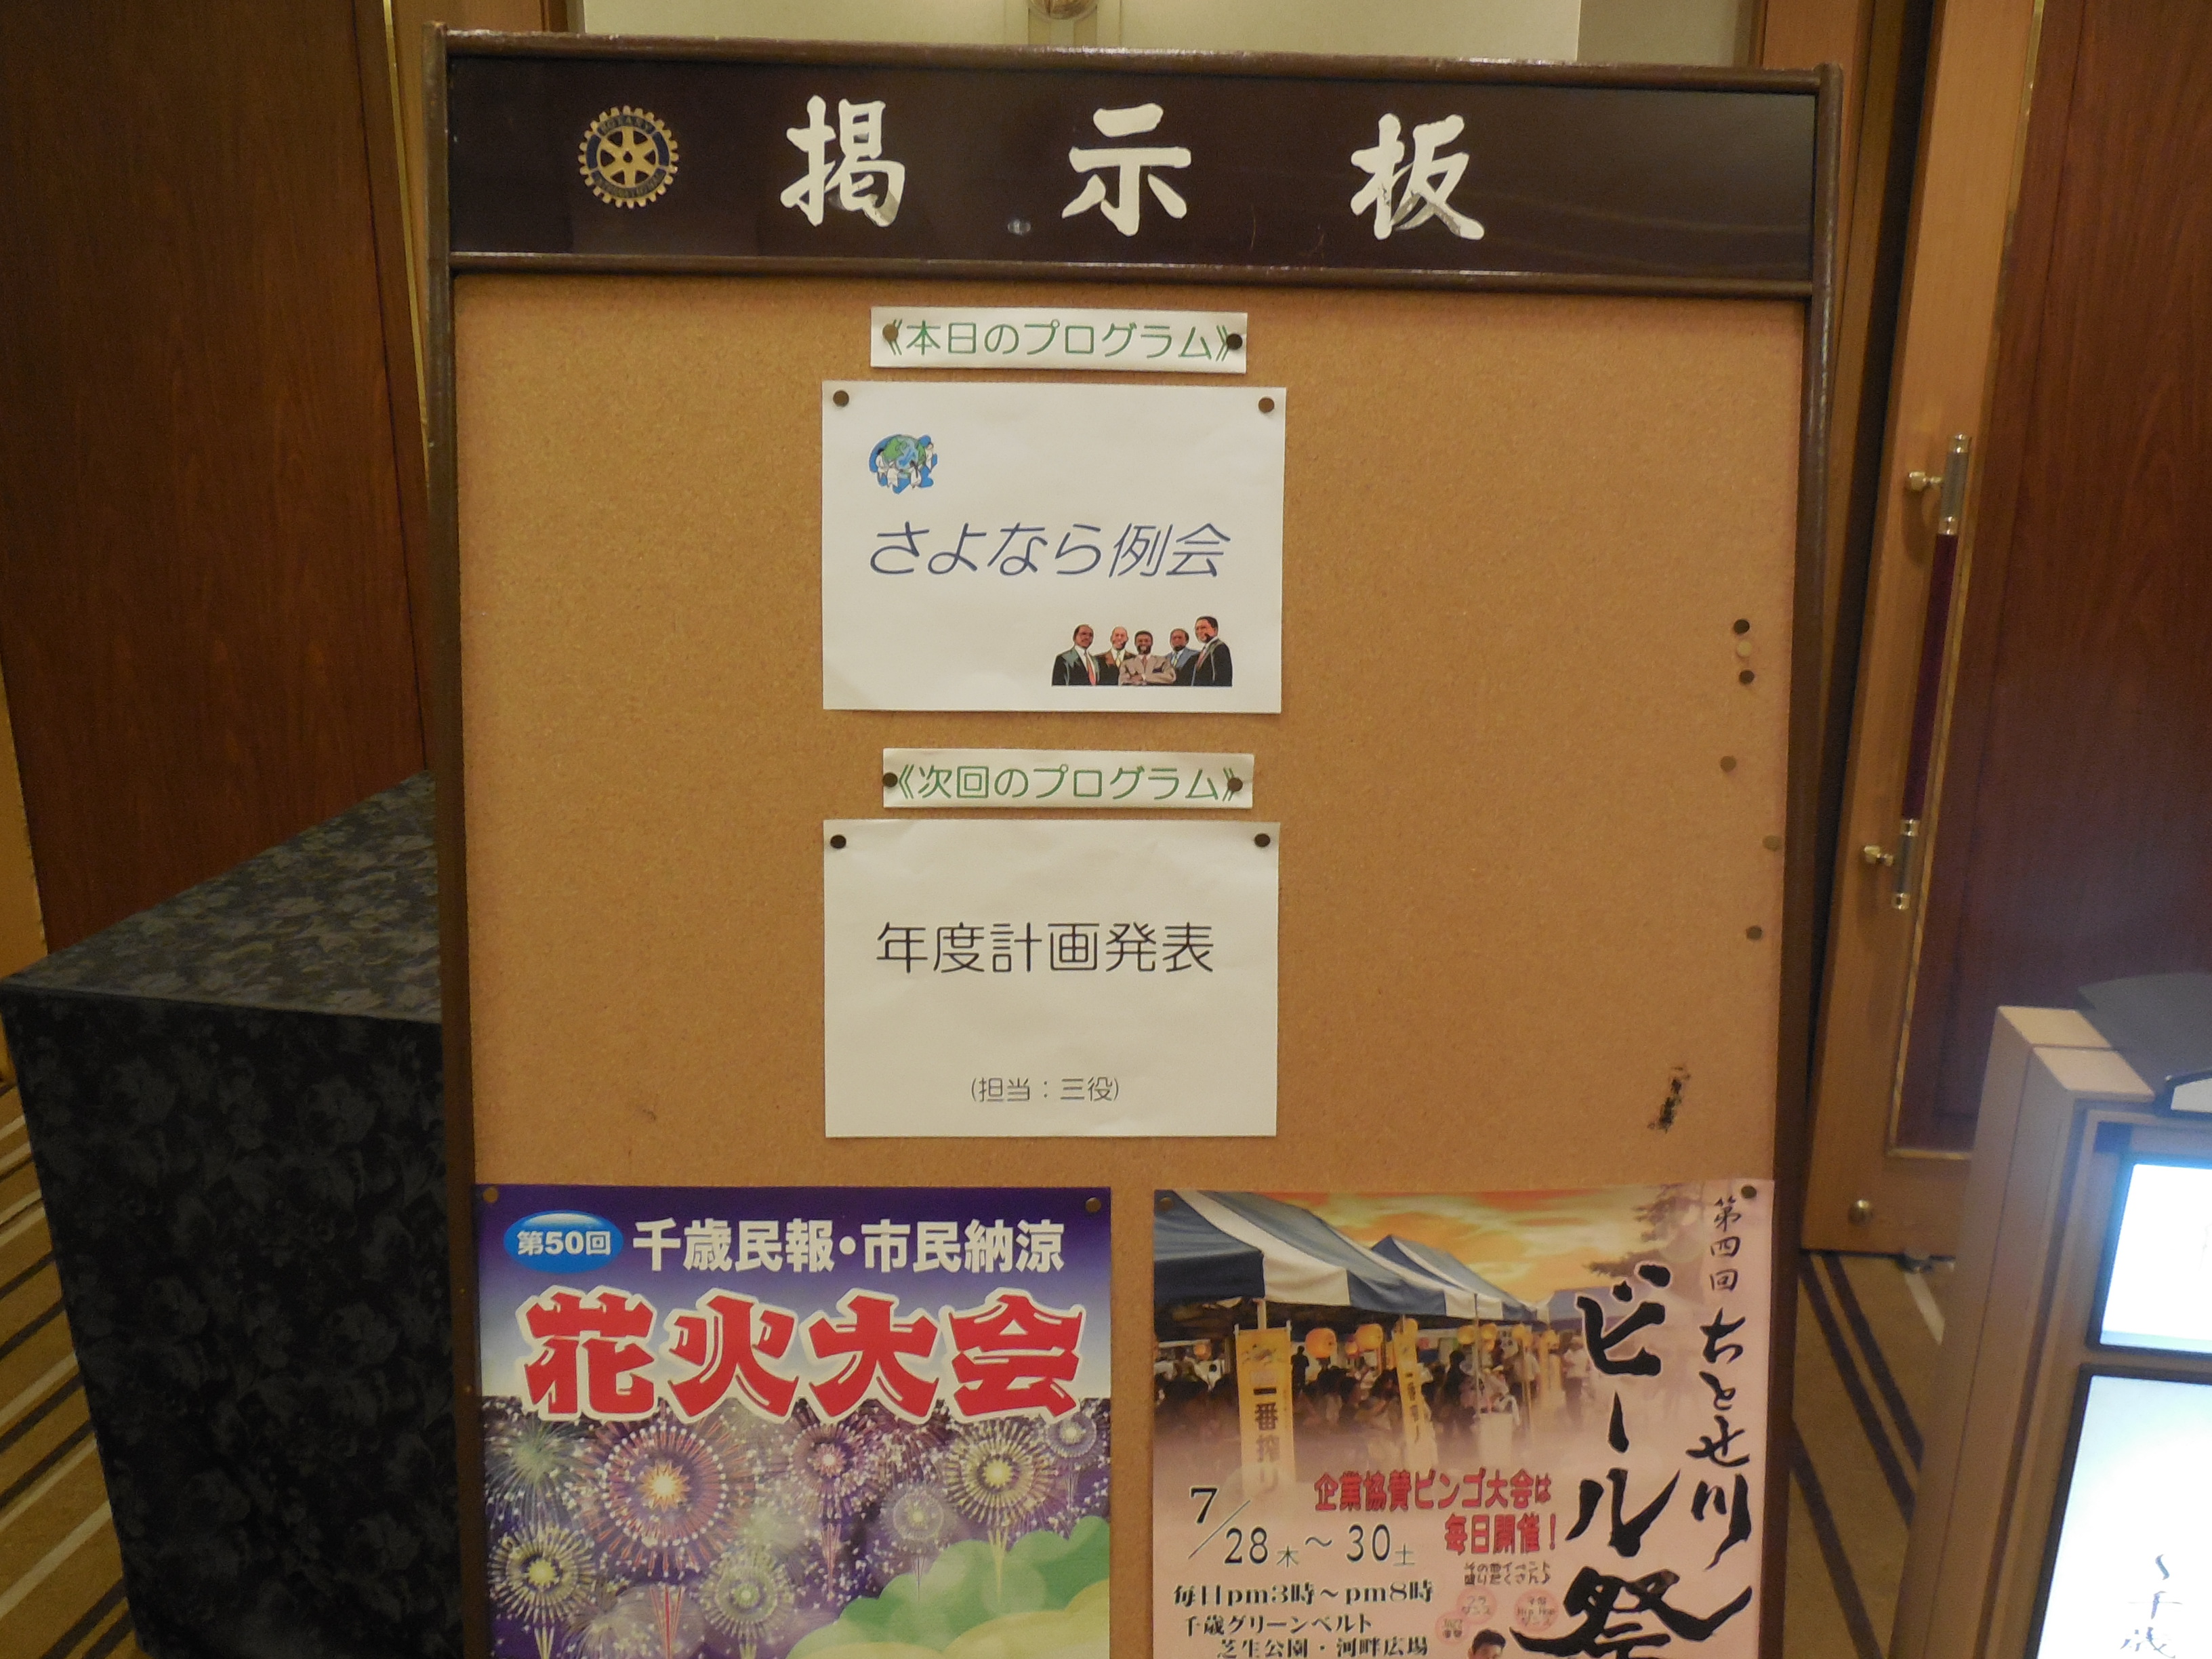 掲示板
ROTARY
INTERNATIONAL
《本日のプログラム》
さよなら例会
《次回のプログラム》
年度計画発表
(担当：三役)
第50回
千歳民報・市民納涼
花火大会
第四回
ちとせ川
ビール祭
一番搾り
企業協賛ビンゴ大会は
毎日開催！
7/28木～30土
毎日pm3時～pm8時
千歳グリーンベルト
芝生公園・河畔広場
千歳